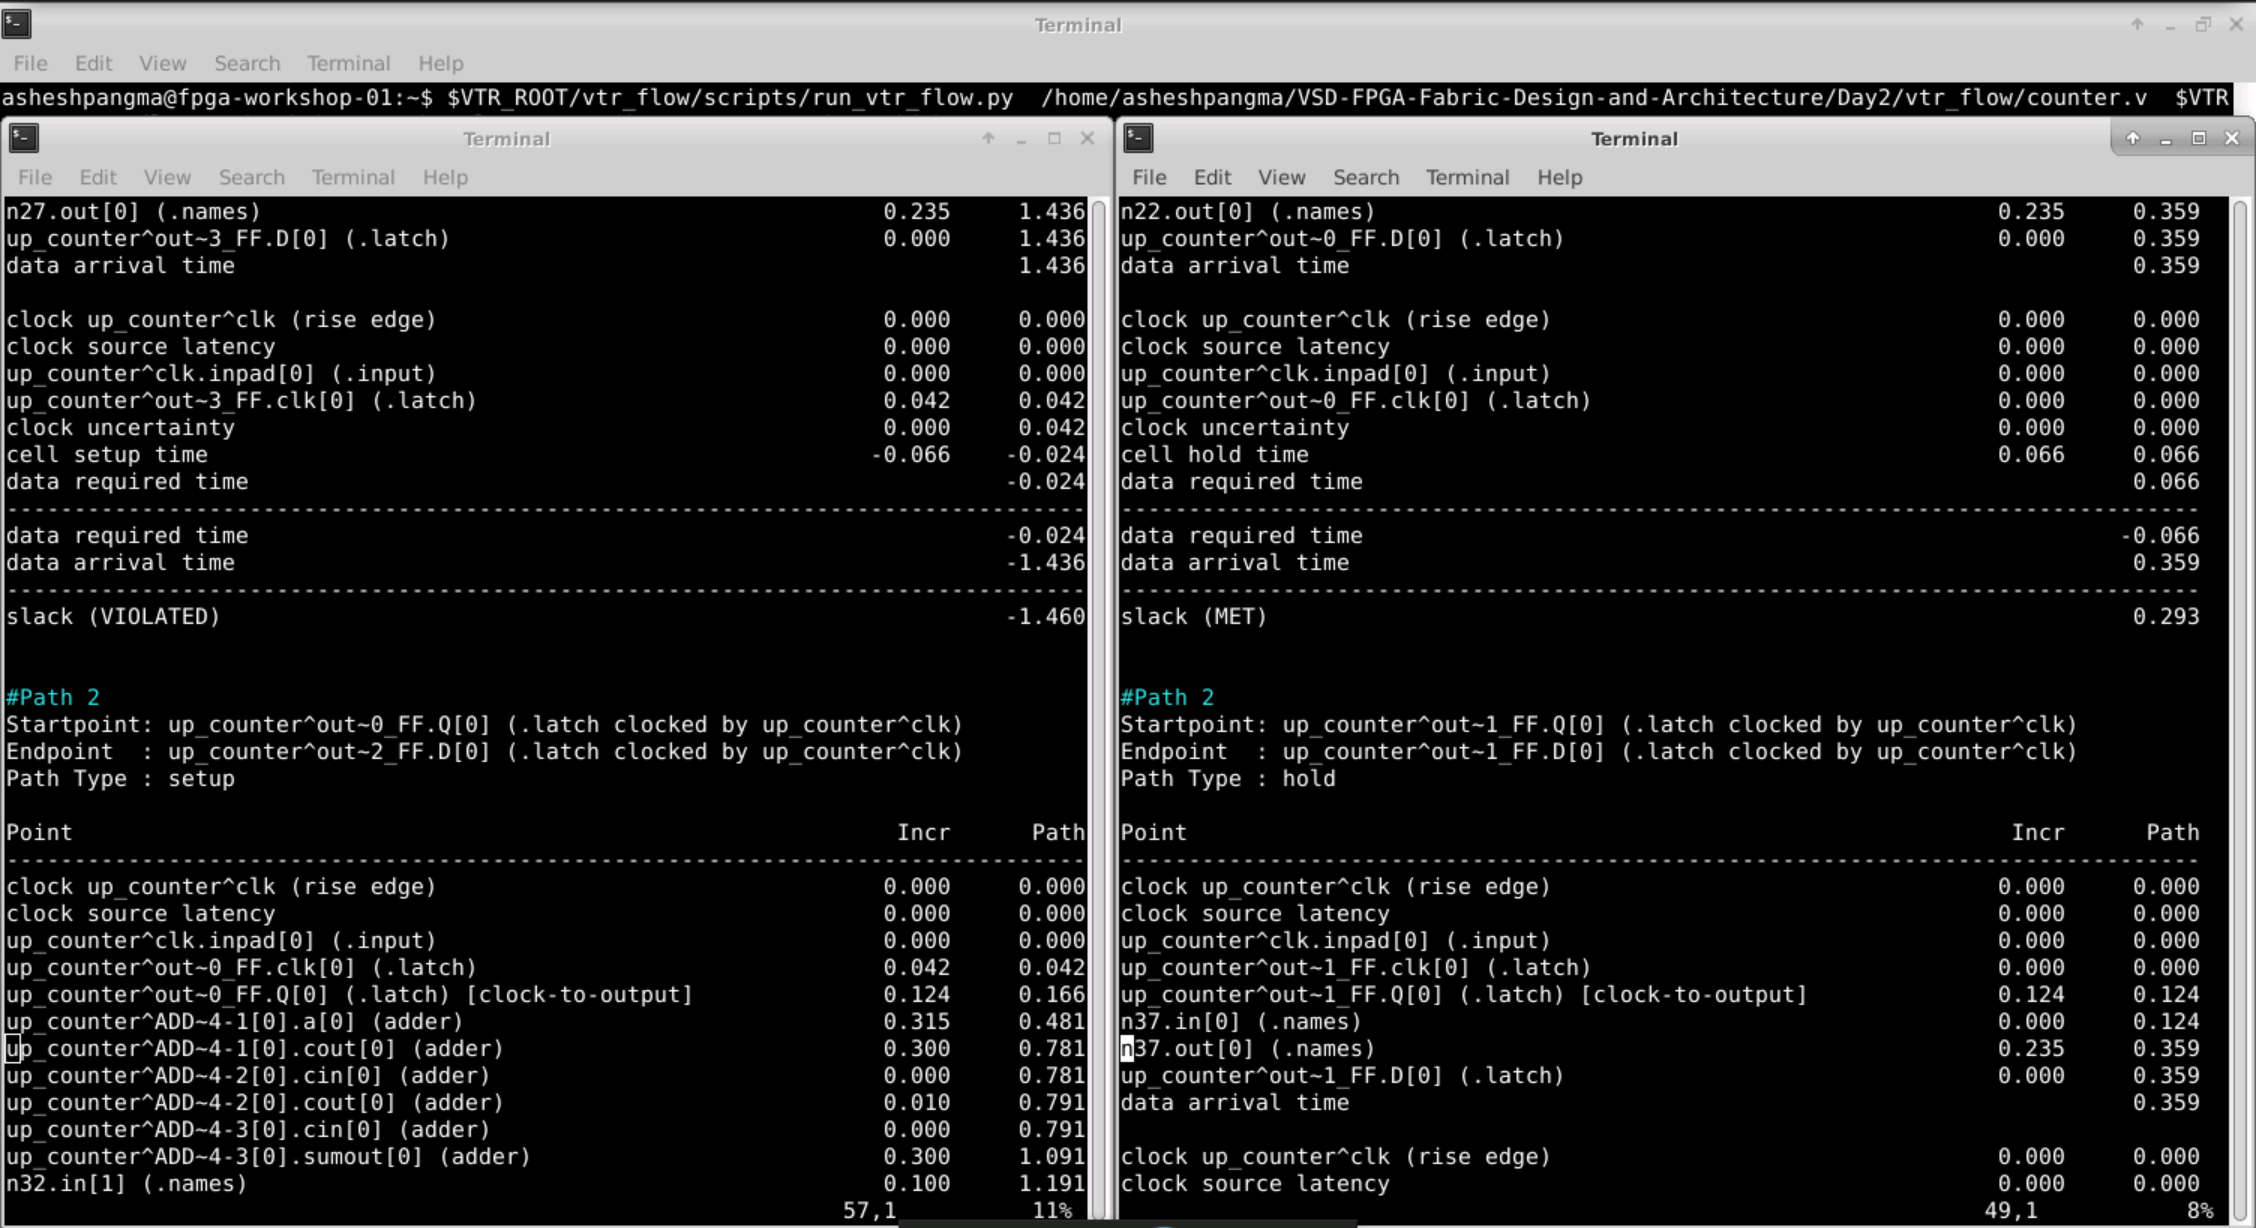 Terminal
File Edit View Search Terminal Help
asheshpangma@fpga-workshop-01:~$ $VTR_ROOT/vtr_flow/scripts/run_vtr_flow.py  /home/asheshpangma/VSD-FPGA-Fabric-Design-and-Architecture/Day2/vtr_flow/counter.v  $VTR
Terminal
File Edit View Search Terminal Help
n27.out[0] (.names) 0.235 1.436
up_counter^out~3_FF.D[0] (.latch) 0.000 1.436
data arrival time 1.436
clock up_counter^clk (rise edge) 0.000 0.000
clock source latency 0.000 0.000
up_counter^clk.inpad[0] (.input) 0.000 0.000
up_counter^out~3_FF.clk[0] (.latch) 0.042 0.042
clock uncertainty 0.000 0.042
cell setup time -0.066 -0.024
data required time -0.024
--------------------------------------------------------------------------------
data required time -0.024
data arrival time -1.436
--------------------------------------------------------------------------------
slack (VIOLATED) -1.460
#Path 2
Startpoint: up_counter^out~0_FF.Q[0] (.latch clocked by up_counter^clk)
Endpoint  : up_counter^out~2_FF.D[0] (.latch clocked by up_counter^clk)
Path Type : setup
Point Incr Path
--------------------------------------------------------------------------------
clock up_counter^clk (rise edge) 0.000 0.000
clock source latency 0.000 0.000
up_counter^clk.inpad[0] (.input) 0.000 0.000
up_counter^out~0_FF.clk[0] (.latch) 0.042 0.042
up_counter^out~0_FF.Q[0] (.latch) [clock-to-output] 0.124 0.166
up_counter^ADD~4-1[0].a[0] (adder) 0.315 0.481
up_counter^ADD~4-1[0].cout[0] (adder) 0.300 0.781
up_counter^ADD~4-2[0].cin[0] (adder) 0.000 0.781
up_counter^ADD~4-2[0].cout[0] (adder) 0.010 0.791
up_counter^ADD~4-3[0].cin[0] (adder) 0.000 0.791
up_counter^ADD~4-3[0].sumout[0] (adder) 0.300 1.091
n32.in[1] (.names) 0.100 1.191
57,1 11%
Terminal
File Edit View Search Terminal Help
n22.out[0] (.names) 0.235 0.359
up_counter^out~0_FF.D[0] (.latch) 0.000 0.359
data arrival time 0.359
clock up_counter^clk (rise edge) 0.000 0.000
clock source latency 0.000 0.000
up_counter^clk.inpad[0] (.input) 0.000 0.000
up_counter^out~0_FF.clk[0] (.latch) 0.000 0.000
clock uncertainty 0.000 0.000
cell hold time 0.066 0.066
data required time 0.066
--------------------------------------------------------------------------------
data required time -0.066
data arrival time 0.359
--------------------------------------------------------------------------------
slack (MET) 0.293
#Path 2
Startpoint: up_counter^out~1_FF.Q[0] (.latch clocked by up_counter^clk)
Endpoint  : up_counter^out~1_FF.D[0] (.latch clocked by up_counter^clk)
Path Type : hold
Point Incr Path
--------------------------------------------------------------------------------
clock up_counter^clk (rise edge) 0.000 0.000
clock source latency 0.000 0.000
up_counter^clk.inpad[0] (.input) 0.000 0.000
up_counter^out~1_FF.clk[0] (.latch) 0.000 0.000
up_counter^out~1_FF.Q[0] (.latch) [clock-to-output] 0.124 0.124
n37.in[0] (.names) 0.000 0.124
n37.out[0] (.names) 0.235 0.359
up_counter^out~1_FF.D[0] (.latch) 0.000 0.359
data arrival time 0.359
clock up_counter^clk (rise edge) 0.000 0.000
clock source latency 0.000 0.000
49,1 8%